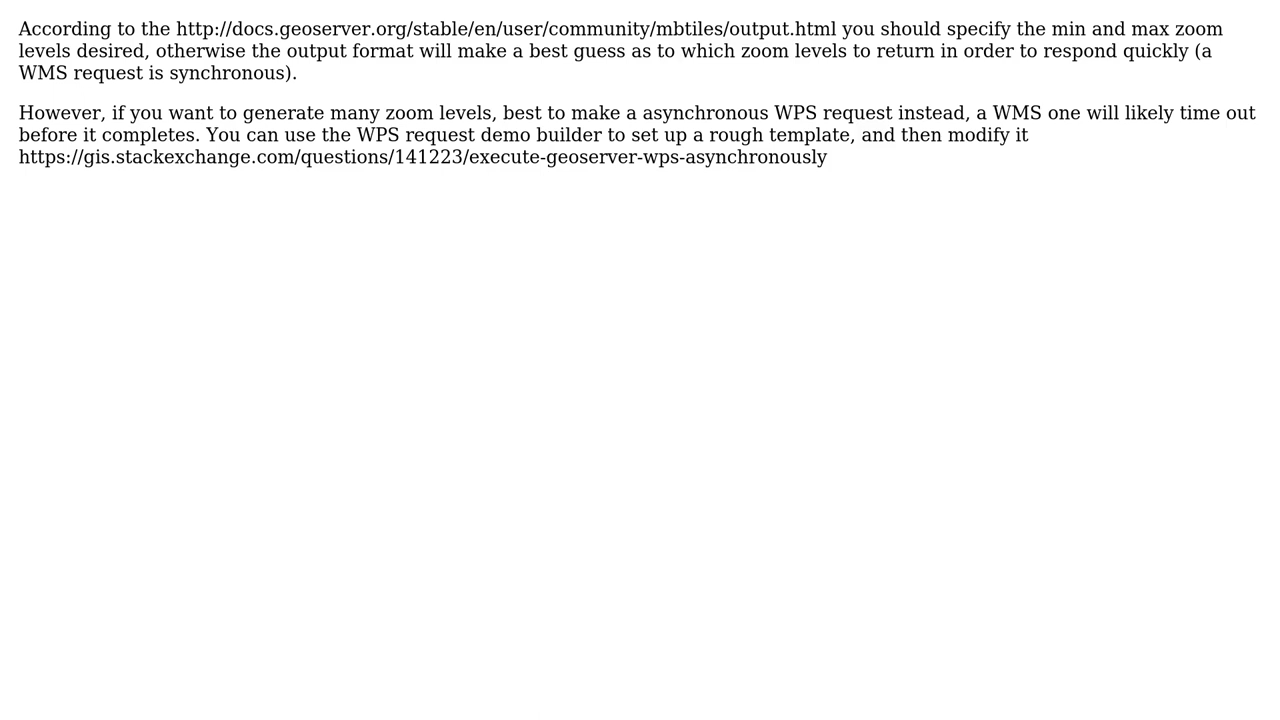 According to the http://docs.geoserver.org/stable/en/user/community/mbtiles/output.html you should specify the min and max zoom
levels desired, otherwise the output format will make a best guess as to which zoom levels to return in order to respond quickly (a
WMS request is synchronous).
However, if you want to generate many zoom levels, best to make a asynchronous WPS request instead, a WMS one will likely time out
before it completes. You can use the WPS request demo builder to set up a rough template, and then modify it
https://gis.stackexchange.com/questions/141223/execute-geoserver-wps-asynchronously